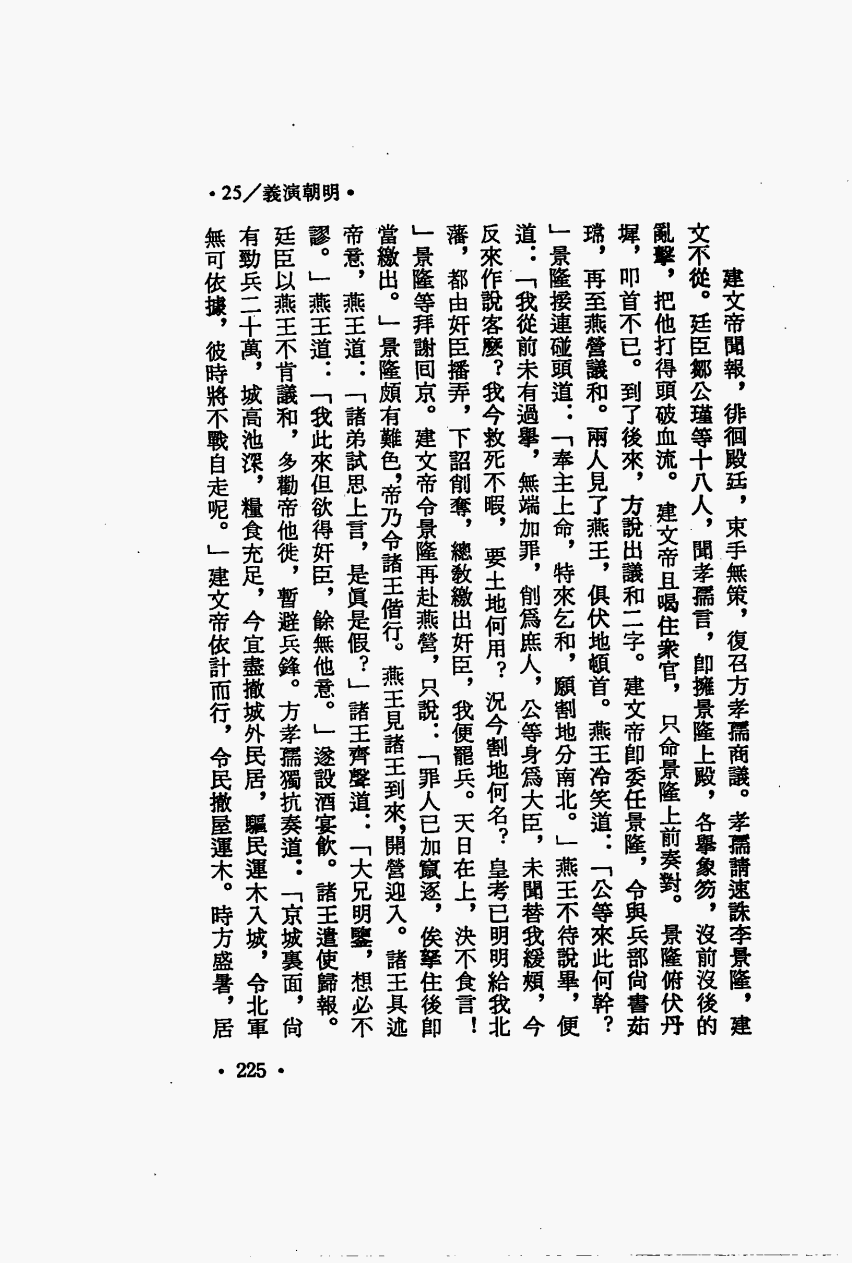 •25/義演朝明•
建文帝聞報，徘徊殿廷，束手無策，復召方孝孺商議。孝孺請速誅李景隆，建
文不從。廷臣鄒公瑾等十八人，聞孝孺言，卽擁景隆上殿，各舉象笏，沒前沒後的
亂擊，把他打得頭破血流。建文帝且喝住衆官，只命景隆上前奏對。景隆俯伏丹
墀，叩首不已。到了後來，方說出議和二字。建文帝卽委任景隆，令與兵部尙書茹
瑺，再至燕營議和。兩人見了燕王，俱伏地頓首。燕王冷笑道：「公等來此何幹？
」景隆接連碰頭道：「奉主上命，特來乞和，願割地分南北。」燕王不待說畢，便
道：「我從前未有過舉，無端加罪，削爲庶人，公等身爲大臣，未聞替我緩頰，今
反來作說客麼？我今救死不暇，要土地何用？況今割地何名？皇考已明明給我北
藩，都由奸臣播弄，下詔削奪，總敎繳出奸臣，我便罷兵。天日在上，決不食言！
」景隆等拜謝回京。建文帝令景隆再赴燕營，只說：「罪人已加竄逐，俟拏住後卽
當繳出。」景隆頗有難色，帝乃令諸王偕行。燕王見諸王到來，開營迎入。諸王具述
帝意，燕王道：「諸弟試思上言，是眞是假？」諸王齊聲道：「大兄明鑒，想必不
謬。」燕王道：「我此來但欲得奸臣，餘無他意。」遂設酒宴飮。諸王遣使歸報。
廷臣以燕王不肯議和，多勸帝他徙，暫避兵鋒。方孝孺獨抗奏道：「京城裏面，尙
有勁兵二十萬，城高池深，糧食充足，今宜盡撤城外民居，驅民運木入城，令北軍
無可依據，彼時將不戰自走呢。」建文帝依計而行，令民撤屋運木。時方盛暑，居
•225•